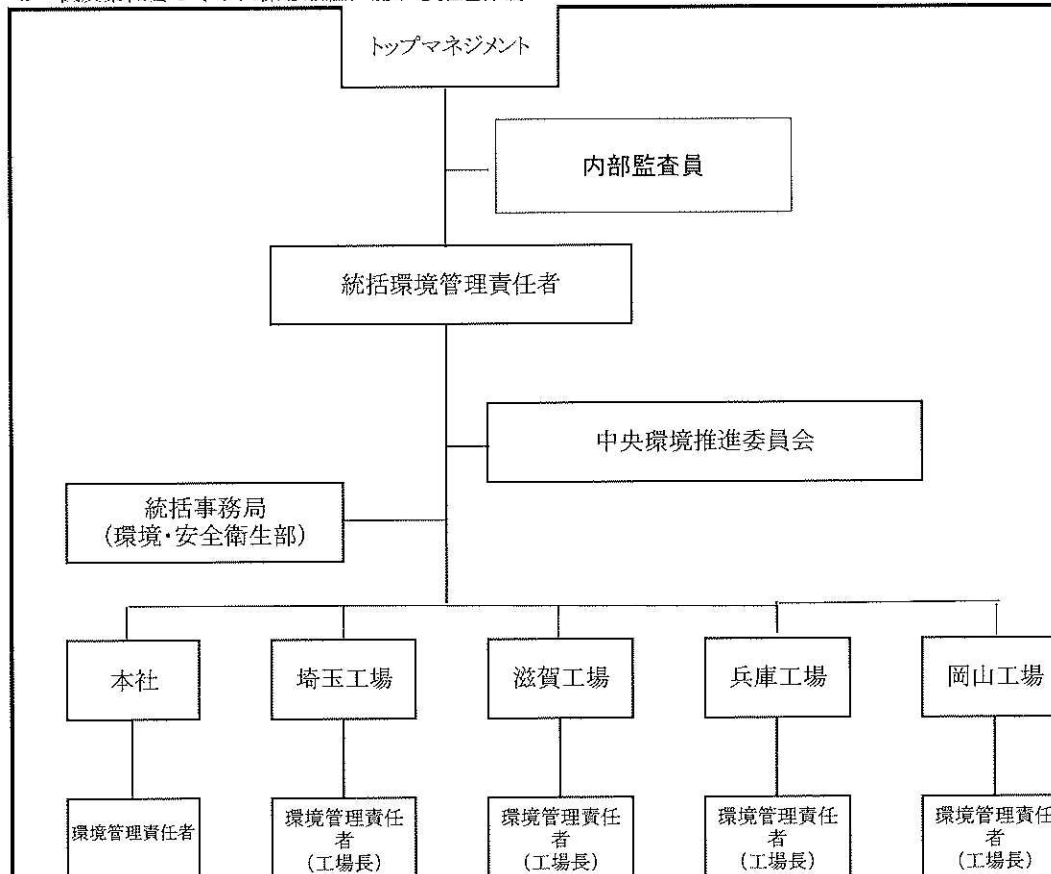 トップマネジメント
内部監査員
統括環境管理責任者
中央環境推進委員会
統括事務局
(環境・安全衛生部)
本社
埼玉工場
滋賀工場
兵庫工場
岡山工場
環境管理責任者
環境管理責任
者
(工場長)
環境管理責任
者
(工場長)
環境管理責任
者
(工場長)
環境管理責任
者
(工場長)